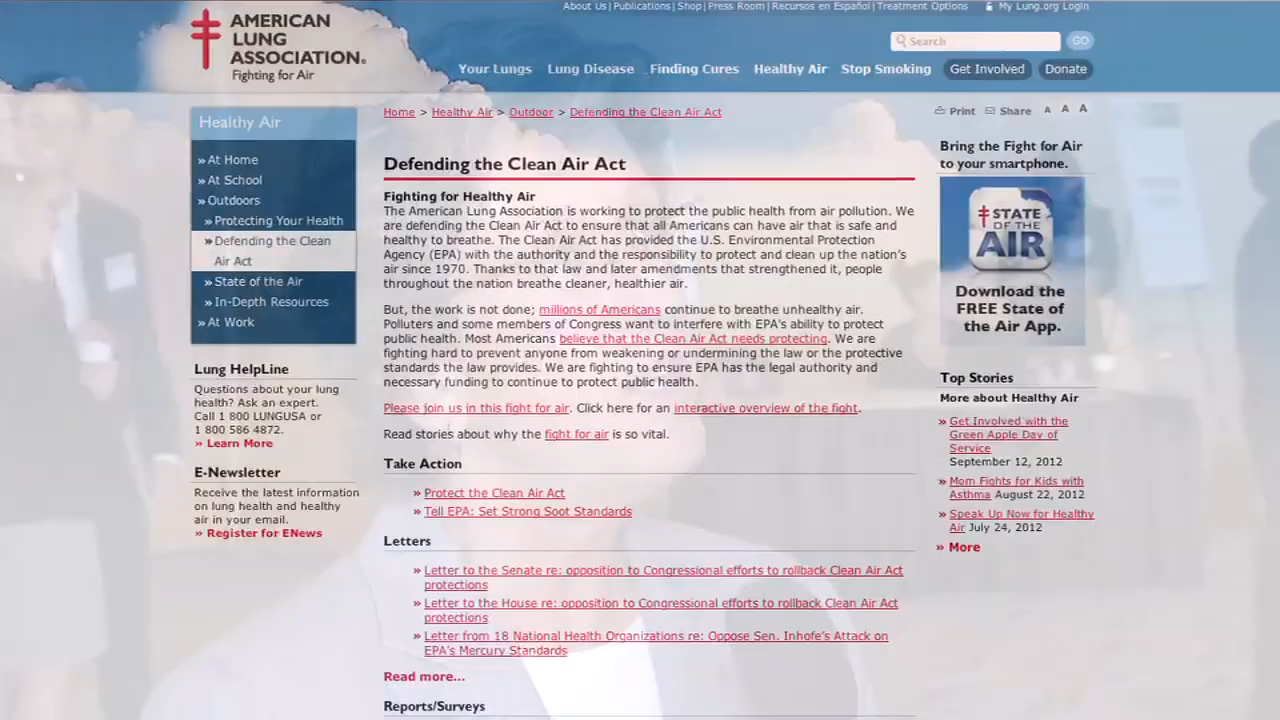 About Us | Publications | Shop | Press Room | Recursos en Español | Treatment Options My Lung.org Login
AMERICAN
LUNG
ASSOCIATION®
Fighting for Air
Search GO
Your Lungs Lung Disease Finding Cures Healthy Air Stop Smoking Get Involved Donate
Healthy Air
» At Home
» At School
» Outdoors
» Protecting Your Health
» Defending the Clean
Air Act
» State of the Air
» In-Depth Resources
» At Work
Lung HelpLine
Questions about your lung
health? Ask an expert.
Call 1 800 LUNGUSA or
1 800 586 4872.
» Learn More
E-Newsletter
Receive the latest information
on lung health and healthy
air in your email.
» Register for ENews
Home > Healthy Air > Outdoor > Defending the Clean Air Act
Defending the Clean Air Act
Fighting for Healthy Air
The American Lung Association is working to protect the public health from air pollution. We
are defending the Clean Air Act to ensure that all Americans can have air that is safe and
healthy to breathe. The Clean Air Act has provided the U.S. Environmental Protection
Agency (EPA) with the authority and the responsibility to protect and clean up the nation's
air since 1970. Thanks to that law and later amendments that strengthened it, people
throughout the nation breathe cleaner, healthier air.
But, the work is not done; millions of Americans continue to breathe unhealthy air.
Polluters and some members of Congress want to interfere with EPA's ability to protect
public health. Most Americans believe that the Clean Air Act needs protecting. We are
fighting hard to prevent anyone from weakening or undermining the law or the protective
standards the law provides. We are fighting to ensure EPA has the legal authority and
necessary funding to continue to protect public health.
Please join us in this fight for air. Click here for an interactive overview of the fight.
Read stories about why the fight for air is so vital.
Take Action
» Protect the Clean Air Act
» Tell EPA: Set Strong Soot Standards
Letters
» Letter to the Senate re: opposition to Congressional efforts to rollback Clean Air Act
protections
» Letter to the House re: opposition to Congressional efforts to rollback Clean Air Act
protections
» Letter from 18 National Health Organizations re: Oppose Sen. Inhofe's Attack on
EPA's Mercury Standards
Read more...
Reports/Surveys
Print Share A A A
Bring the Fight for Air
to your smartphone.
STATE
OF THE
AIR
Download the
FREE State of
the Air App.
Top Stories
More about Healthy Air
» Get Involved with the
Green Apple Day of
Service
September 12, 2012
» Mom Fights for Kids with
Asthma August 22, 2012
» Speak Up Now for Healthy
Air July 24, 2012
» More